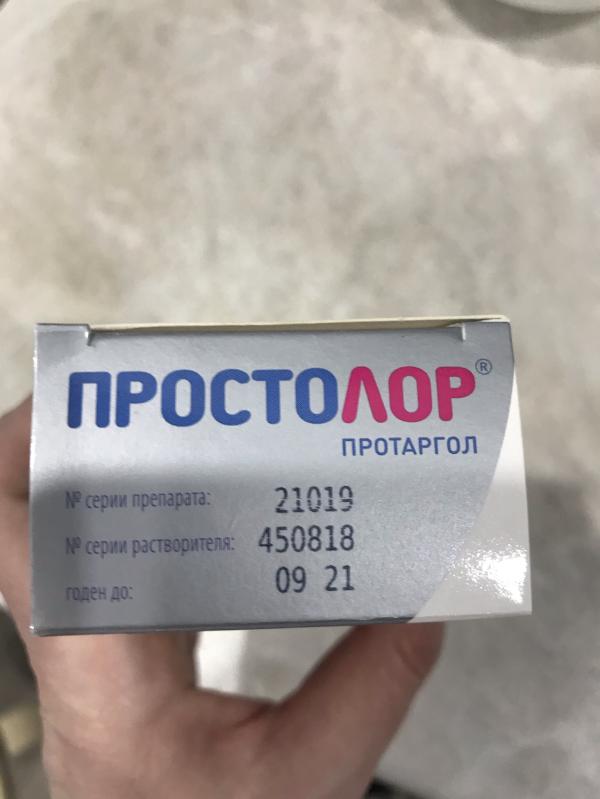 ПРОСТОЛОР®
ПРОТАРГОЛ
№ серии препарата: 21019
№ серии растворителя: 450818
годен до: 09 21